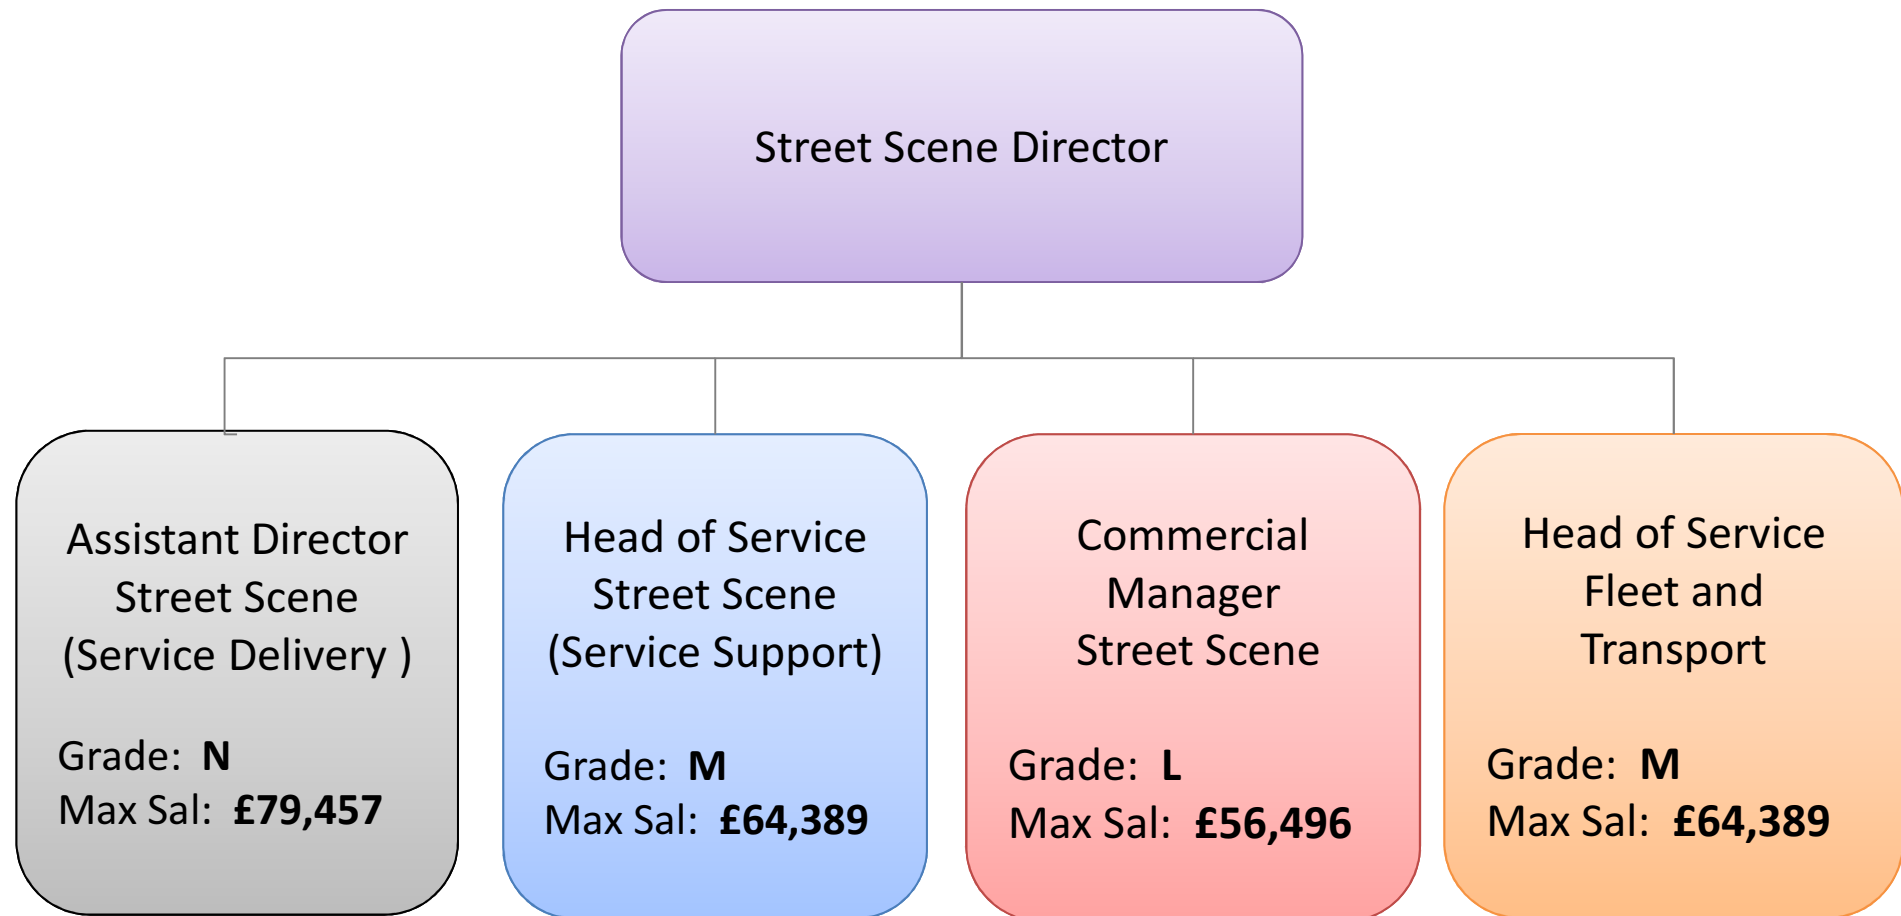 Street Scene Director
Assistant Director
Street Scene
(Service Delivery )
Grade:  N
Max Sal:  £79,457
Head of Service
Street Scene
(Service Support)
Grade:  M
Max Sal:  £64,389
Commercial
Manager
Street Scene
Grade:  L
Max Sal:  £56,496
Head of Service
Fleet and
Transport
Grade:  M
Max Sal:  £64,389